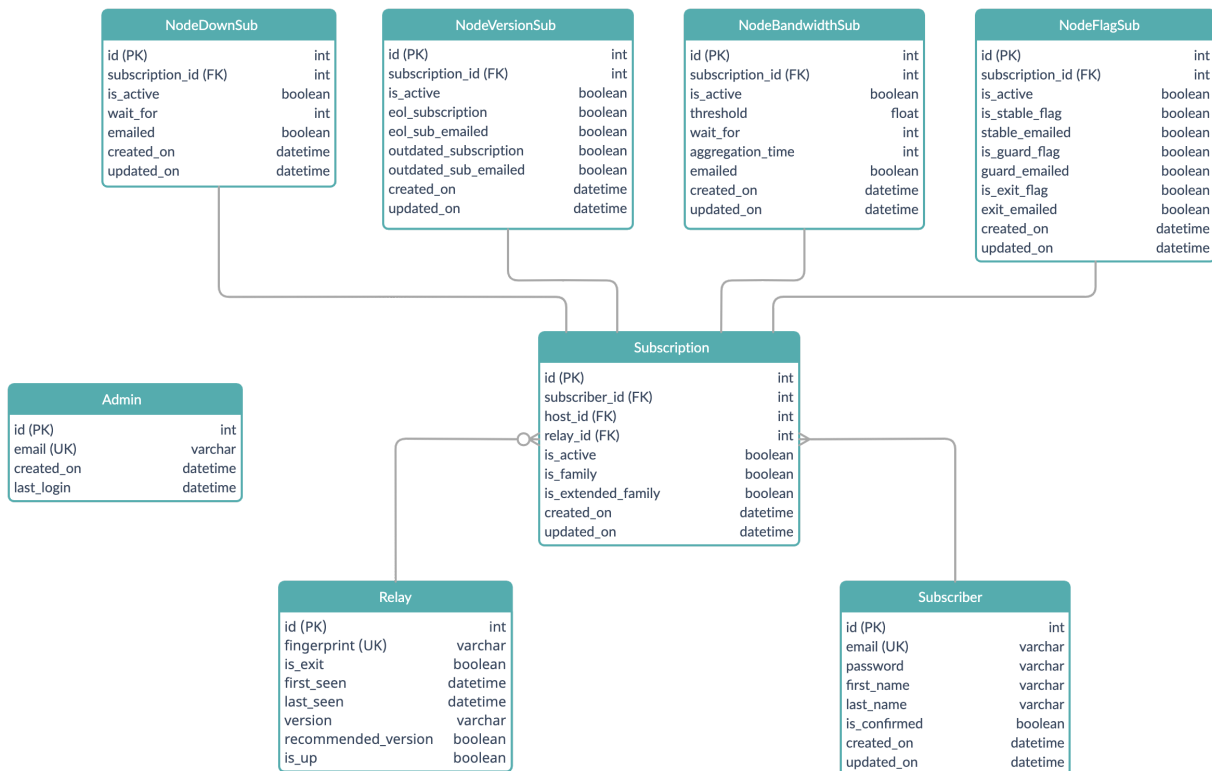 NodeDownSub
id (PK) int
subscription_id (FK) int
is_active boolean
wait_for int
emailed boolean
created_on datetime
updated_on datetime
NodeVersionSub
id (PK) int
subscription_id (FK) int
is_active boolean
eol_subscription boolean
eol_sub_emailed boolean
outdated_subscription boolean
outdated_sub_emailed boolean
created_on datetime
updated_on datetime
NodeBandwidthSub
id (PK) int
subscription_id (FK) int
is_active boolean
threshold float
wait_for int
aggregation_time int
emailed boolean
created_on datetime
updated_on datetime
NodeFlagSub
id (PK) int
subscription_id (FK) int
is_active boolean
is_stable_flag boolean
stable_emailed boolean
is_guard_flag boolean
guard_emailed boolean
is_exit_flag boolean
exit_emailed boolean
created_on datetime
updated_on datetime
Subscription
id (PK) int
subscriber_id (FK) int
host_id (FK) int
relay_id (FK) int
is_active boolean
is_family boolean
is_extended_family boolean
created_on datetime
updated_on datetime
Admin
id (PK) int
email (UK) varchar
created_on datetime
last_login datetime
Relay
id (PK) int
fingerprint (UK) varchar
is_exit boolean
first_seen datetime
last_seen datetime
version varchar
recommended_version boolean
is_up boolean
Subscriber
id (PK) int
email (UK) varchar
password varchar
first_name varchar
last_name varchar
is_confirmed boolean
created_on datetime
updated_on datetime